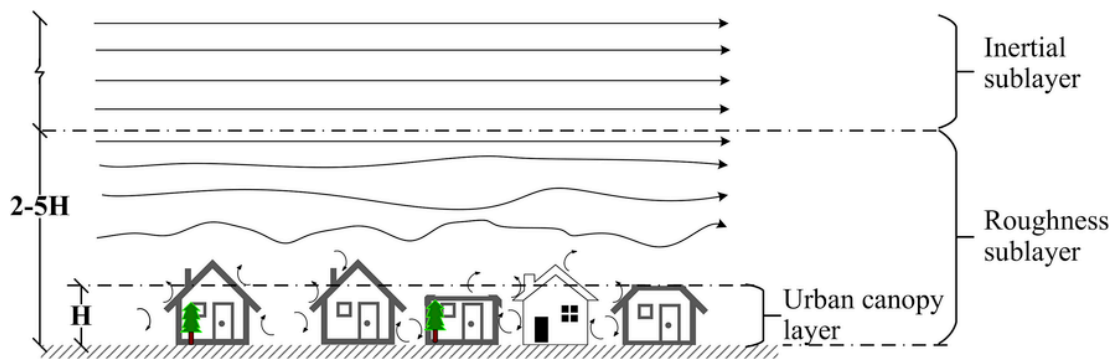 Inertial
sublayer
2-5H
Roughness
sublayer
H
Urban canopy
layer